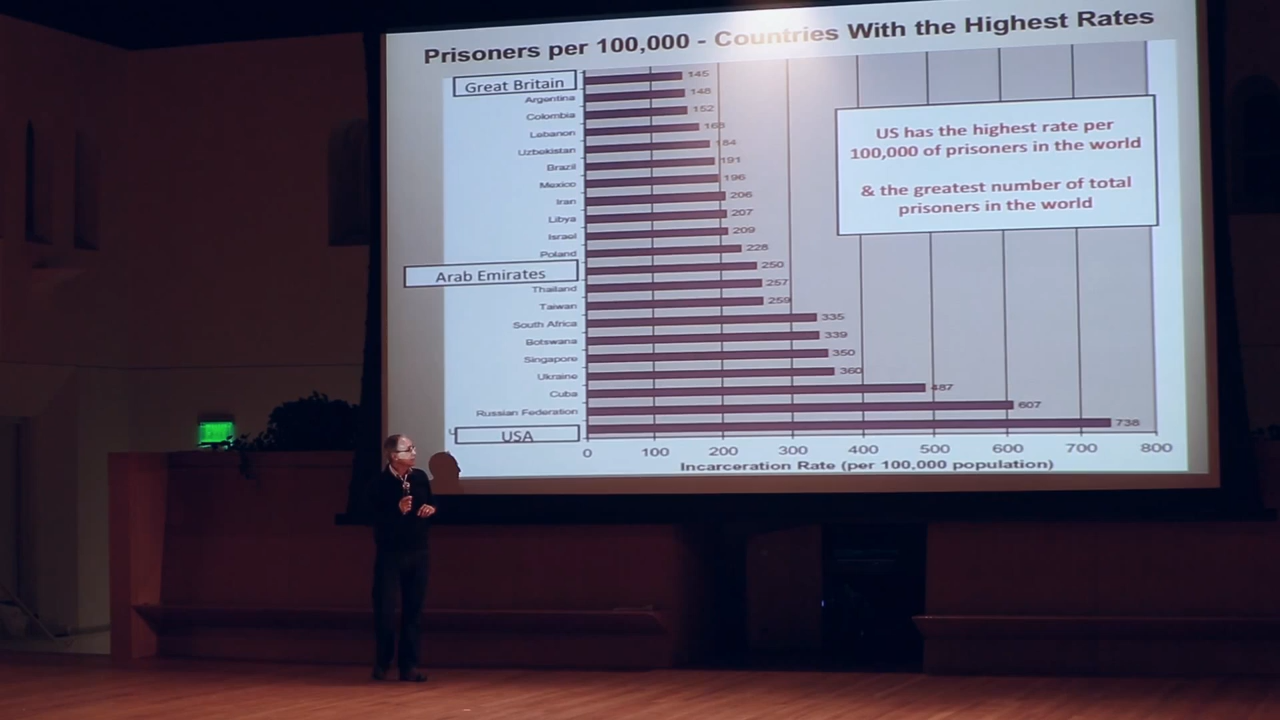 Prisoners per 100,000 - Countries With the Highest Rates
Great Britain 145
Argentina 148
Colombia 152
Lebanon 168
Uzbekistan 184
Brazil 191
Mexico 196
Iran 206
Libya 207
Israel 209
Poland 228
Arab Emirates 250
Thailand 257
Taiwan 259
South Africa 335
Botswana 339
Singapore 350
Ukraine 360
Cuba 487
Russian Federation 607
USA 738
0 100 200 300 400 500 600 700 800
Incarceration Rate (per 100,000 population)
US has the highest rate per
100,000 of prisoners in the world
& the greatest number of total
prisoners in the world